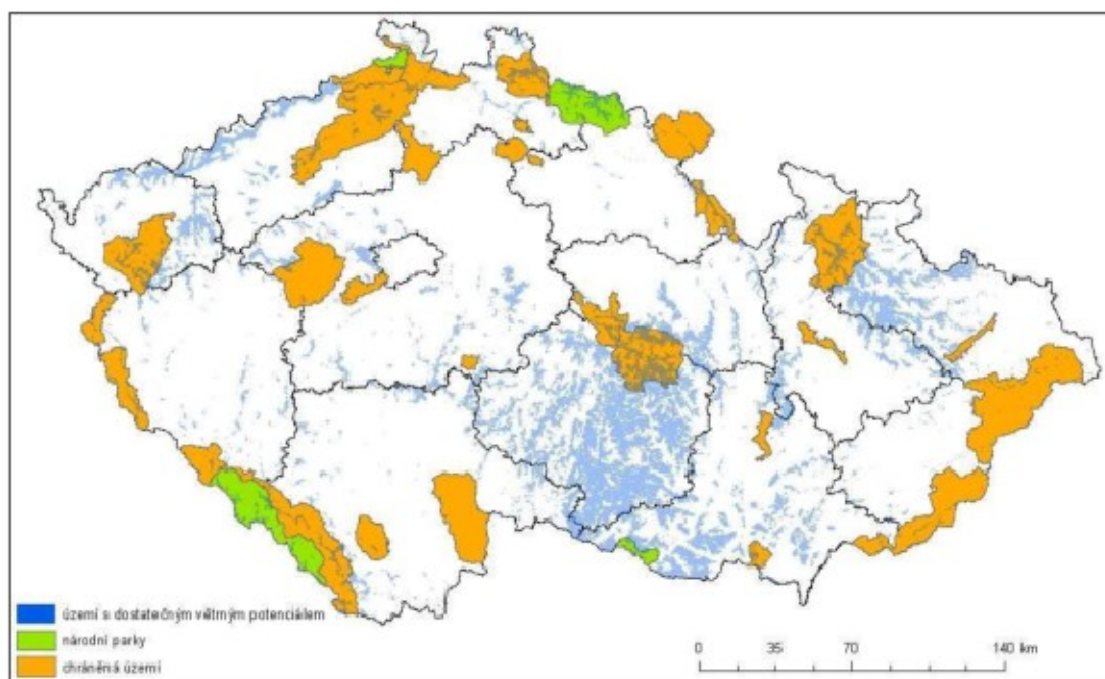 území s dostatečným větrným potenciálem
národní parky
chráněná území
0 35 70 140 km